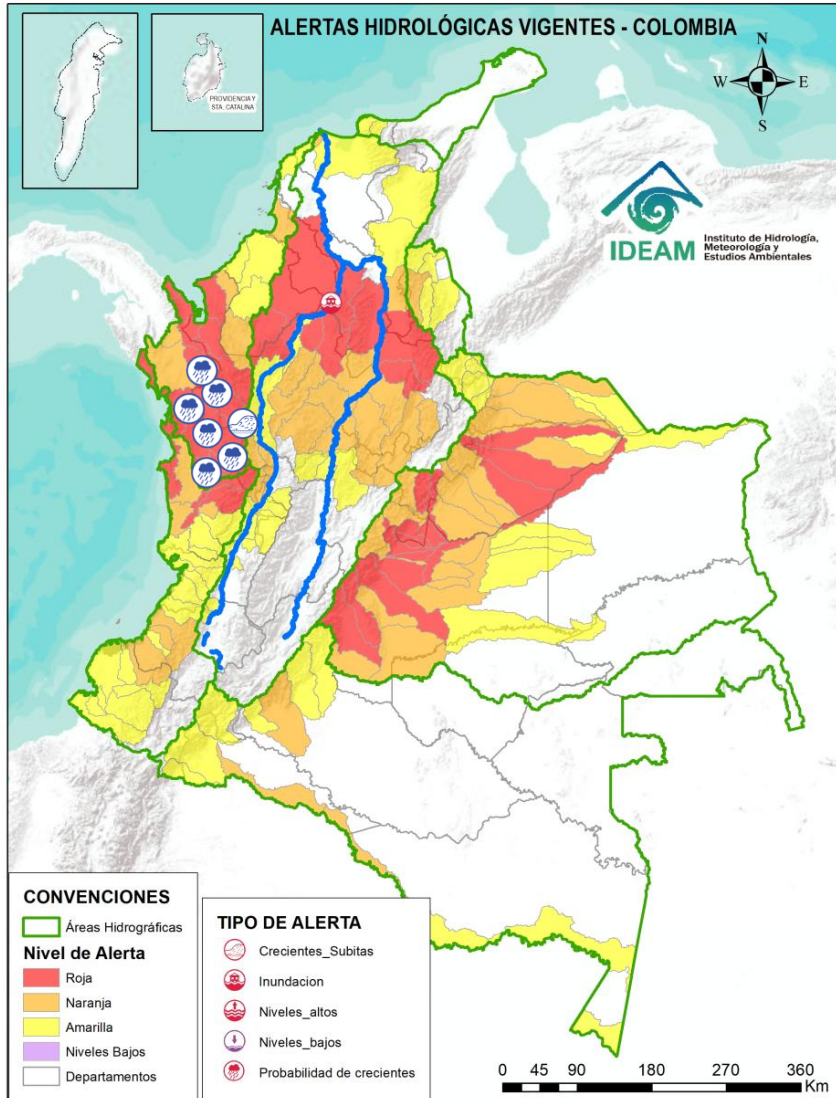 ALERTAS HIDROLÓGICAS VIGENTES - COLOMBIA
PROVIDENCIA Y
STA. CATALINA
N
W
E
S
IDEAM
Instituto de Hidrología,
Meteorología y
Estudios Ambientales
CONVENCIONES
Áreas Hidrográficas
Nivel de Alerta
Roja
Naranja
Amarilla
Niveles Bajos
Departamentos
TIPO DE ALERTA
Crecientes_Subitas
Inundacion
Niveles_altos
Niveles_bajos
Probabilidad de crecientes
0 45 90 180 270 360
Km